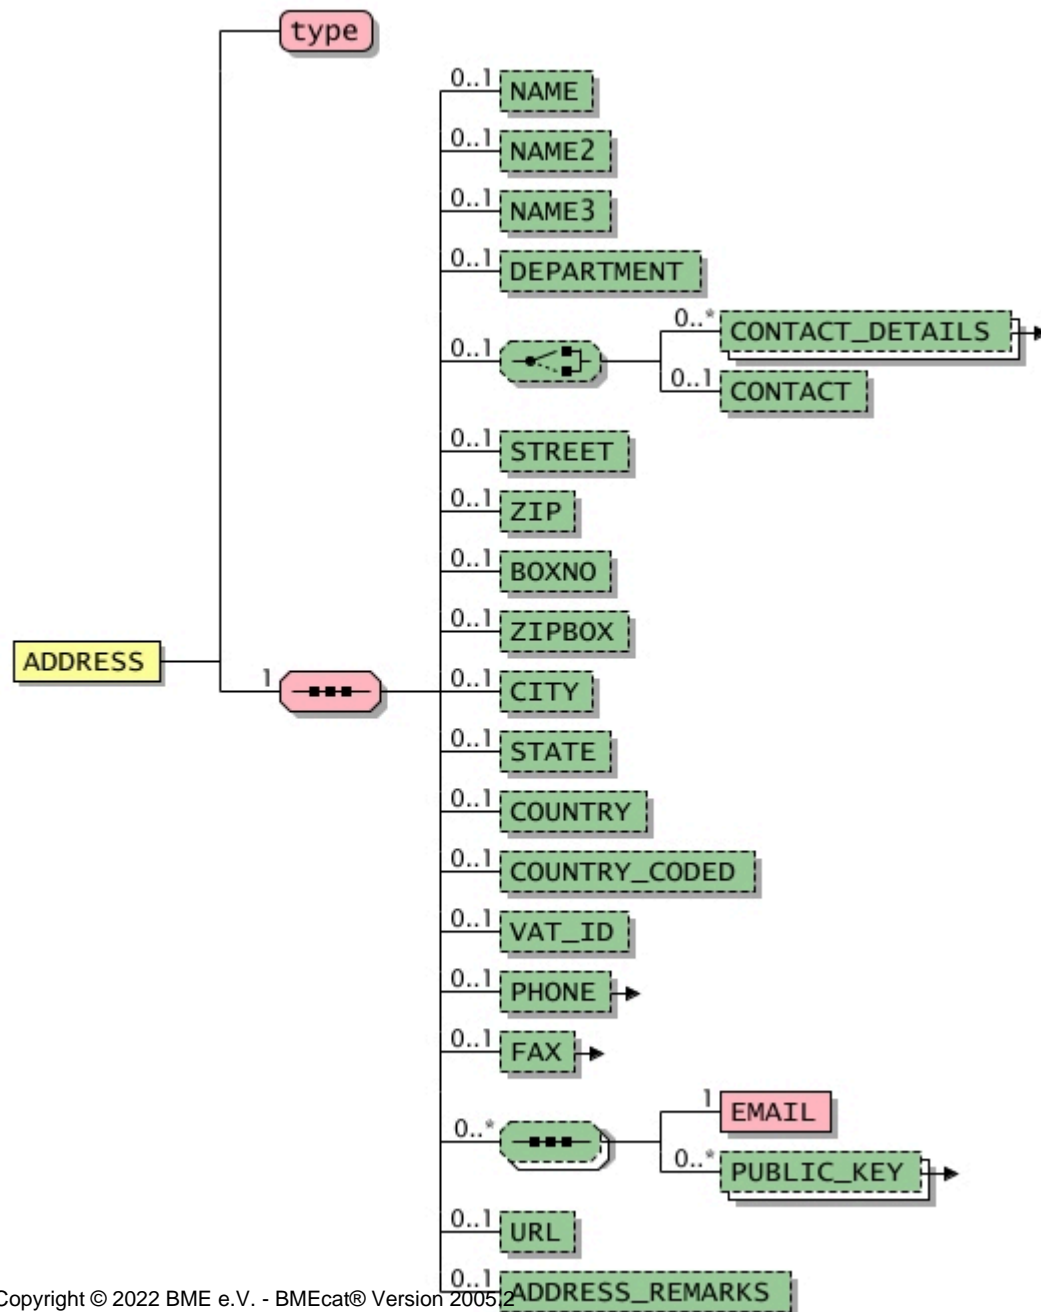 type
0..1 NAME
0..1 NAME2
0..1 NAME3
0..1 DEPARTMENT
0..* CONTACT_DETAILS
0..1
0..1 CONTACT
0..1 STREET
0..1 ZIP
0..1 BOXNO
0..1 ZIPBOX
ADDRESS
1
0..1 CITY
0..1 STATE
0..1 COUNTRY
0..1 COUNTRY_CODED
0..1 VAT_ID
0..1 PHONE
0..1 FAX
1 EMAIL
0..*
0..* PUBLIC_KEY
0..1 URL
0..1 ADDRESS_REMARKS
Copyright © 2022 BME e.V. - BMEcat® Version 2005.2